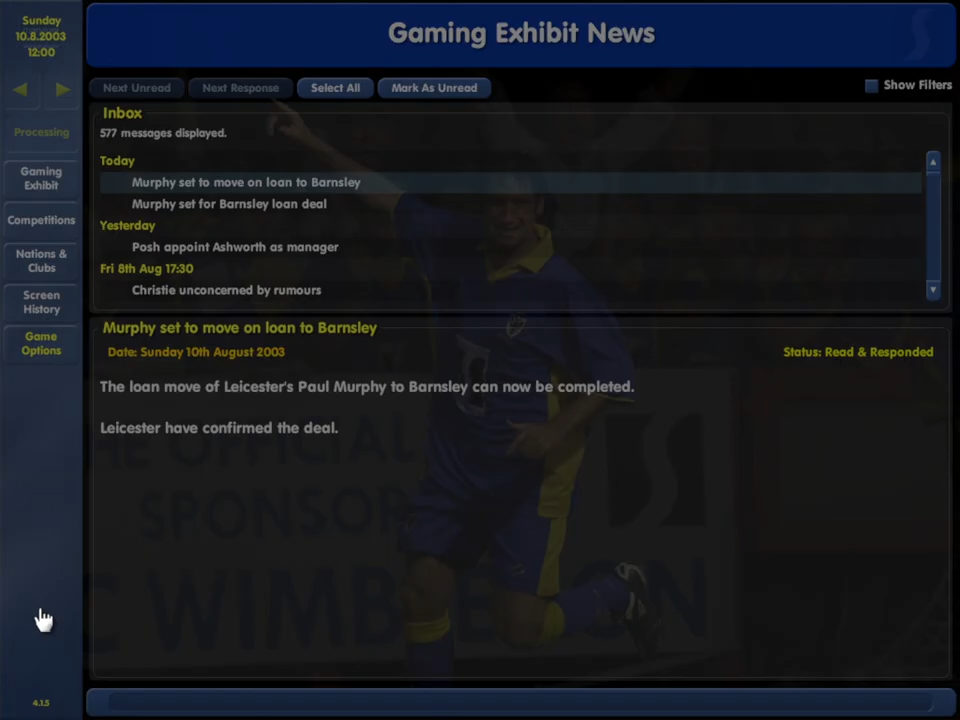 Sunday
10.8.2003
12:00
Gaming Exhibit News
Next Unread
Next Response
Select All
Mark As Unread
Show Filters
Processing
Gaming
Exhibit
Competitions
Nations &
Clubs
Screen
History
Game
Options
Inbox
577 messages displayed.
Today
Murphy set to move on loan to Barnsley
Murphy set for Barnsley loan deal
Yesterday
Posh appoint Ashworth as manager
Fri 8th Aug 17:30
Christie unconcerned by rumours
Murphy set to move on loan to Barnsley
Date: Sunday 10th August 2003
Status: Read & Responded
The loan move of Leicester's Paul Murphy to Barnsley can now be completed.
Leicester have confirmed the deal.
HE OFFICIAL
SPONSOR
C WIMB ON
4.1.5